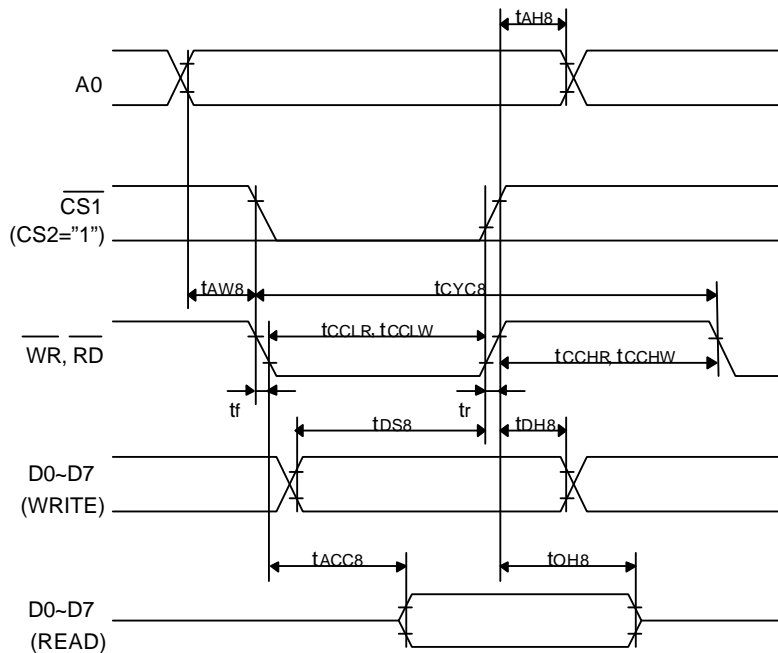 tAH8
A0
CS1
(CS2="1")
tAW8
tCYC8
WR, RD
tCCLR, tCCLW
tCCHR, tCCHW
tf
tr
tDS8
tDH8
D0~D7
(WRITE)
tACC8
tOH8
D0~D7
(READ)